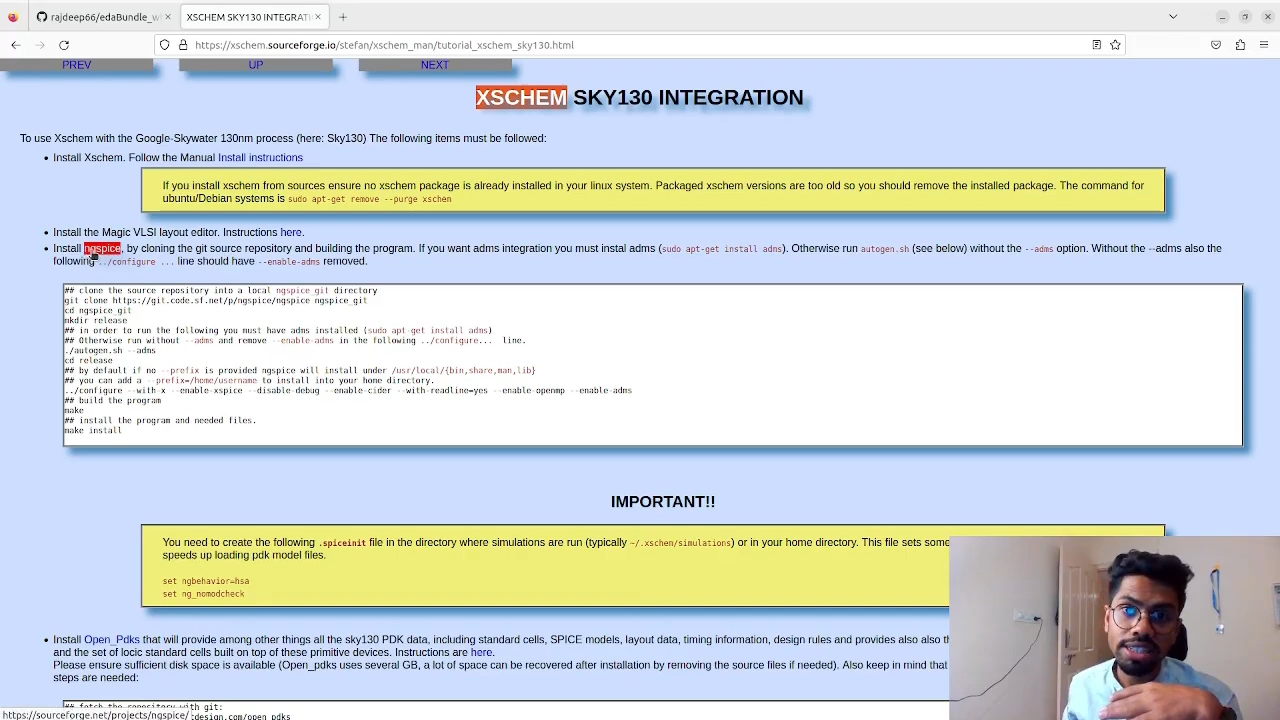 rajdeep66/edaBundle_w
XSCHEM SKY130 INTEGRATI
https://xschem.sourceforge.io/stefan/xschem_man/tutorial_xschem_sky130.html
PREV UP NEXT
XSCHEM SKY130 INTEGRATION
To use Xschem with the Google-Skywater 130nm process (here: Sky130) The following items must be followed:
• Install Xschem. Follow the Manual Install instructions
If you install xschem from sources ensure no xschem package is already installed in your linux system. Packaged xschem versions are too old so you should remove the installed package. The command for
ubuntu/Debian systems is sudo apt-get remove --purge xschem
• Install the Magic VLSI layout editor. Instructions here.
• Install ngspice, by cloning the git source repository and building the program. If you want adms integration you must instal adms (sudo apt-get install adms). Otherwise run autogen.sh (see below) without the --adms option. Without the --adms also the
following ../configure ... line should have --enable-adms removed.
## clone the source repository into a local ngspice_git directory
git clone https://git.code.sf.net/p/ngspice/ngspice ngspice_git
cd ngspice_git
mkdir release
## in order to run the following you must have adms installed (sudo apt-get install adms)
## Otherwise run without --adms and remove --enable-adms in the following ../configure... line.
./autogen.sh --adms
cd release
## by default if no --prefix is provided ngspice will install under /usr/local/{bin,share,man,lib}
## you can add a --prefix=/home/username to install into your home directory.
../configure --with-x --enable-xspice --disable-debug --enable-cider --with-readline=yes --enable-openmp --enable-adms
## build the program
make
## install the program and needed files.
make install
IMPORTANT!!
You need to create the following .spiceinit file in the directory where simulations are run (typically ~/.xschem/simulations) or in your home directory. This file sets some
speeds up loading pdk model files.
set ngbehavior=hsa
set ng_nomodcheck
• Install Open_Pdks that will provide among other things all the sky130 PDK data, including standard cells, SPICE models, layout data, timing information, design rules and provides also also th
and the set of locic standard cells built on top of these primitive devices. Instructions are here.
Please ensure sufficient disk space is available (Open_pdks uses several GB, a lot of space can be recovered after installation by removing the source files if needed). Also keep in mind that
steps are needed:
## fetch the repository with git:
design.com/open_pdks
https://sourceforge.net/projects/ngspice/